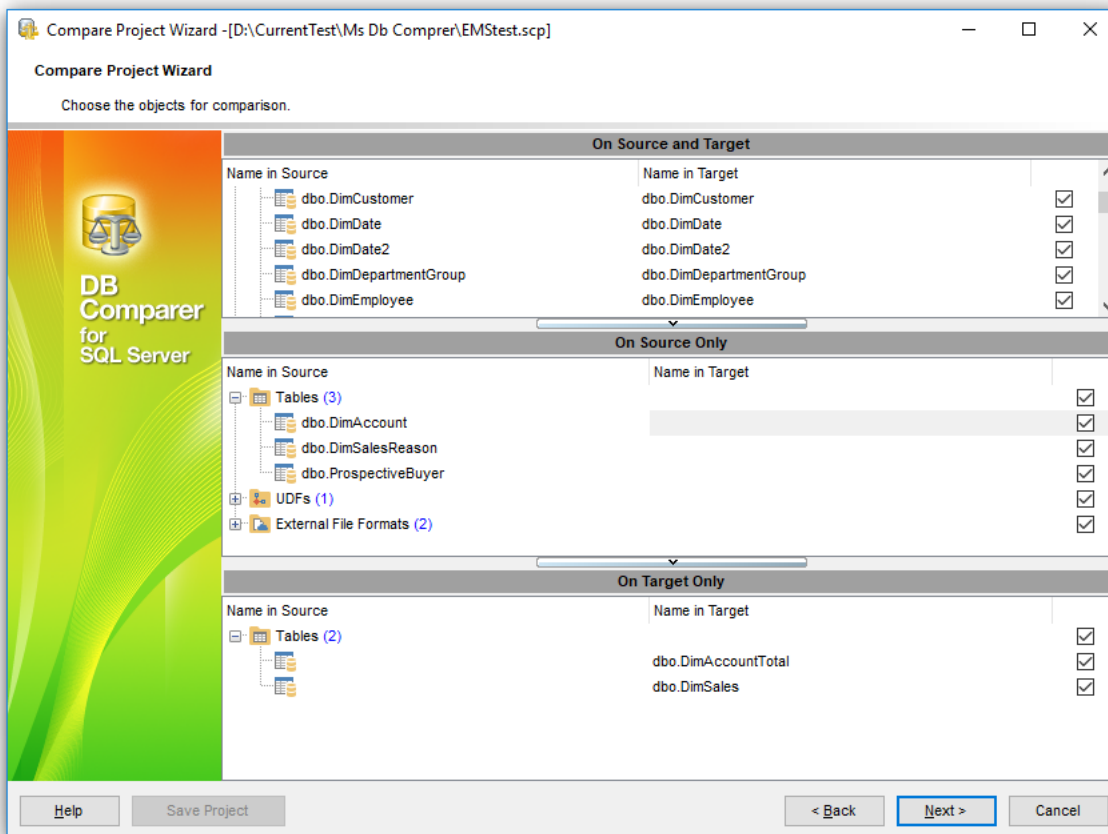 Compare Project Wizard -[D:\CurrentTest\Ms Db Comprer\EMStest.scp]
Compare Project Wizard
Choose the objects for comparison.
DB
Comparer
for
SQL Server
On Source and Target
Name in Source Name in Target
dbo.DimCustomer dbo.DimCustomer
dbo.DimDate dbo.DimDate
dbo.DimDate2 dbo.DimDate2
dbo.DimDepartmentGroup dbo.DimDepartmentGroup
dbo.DimEmployee dbo.DimEmployee
On Source Only
Name in Source Name in Target
Tables (3)
dbo.DimAccount
dbo.DimSalesReason
dbo.ProspectiveBuyer
UDFs (1)
External File Formats (2)
On Target Only
Name in Source Name in Target
Tables (2)
dbo.DimAccountTotal
dbo.DimSales
Help Save Project < Back Next > Cancel